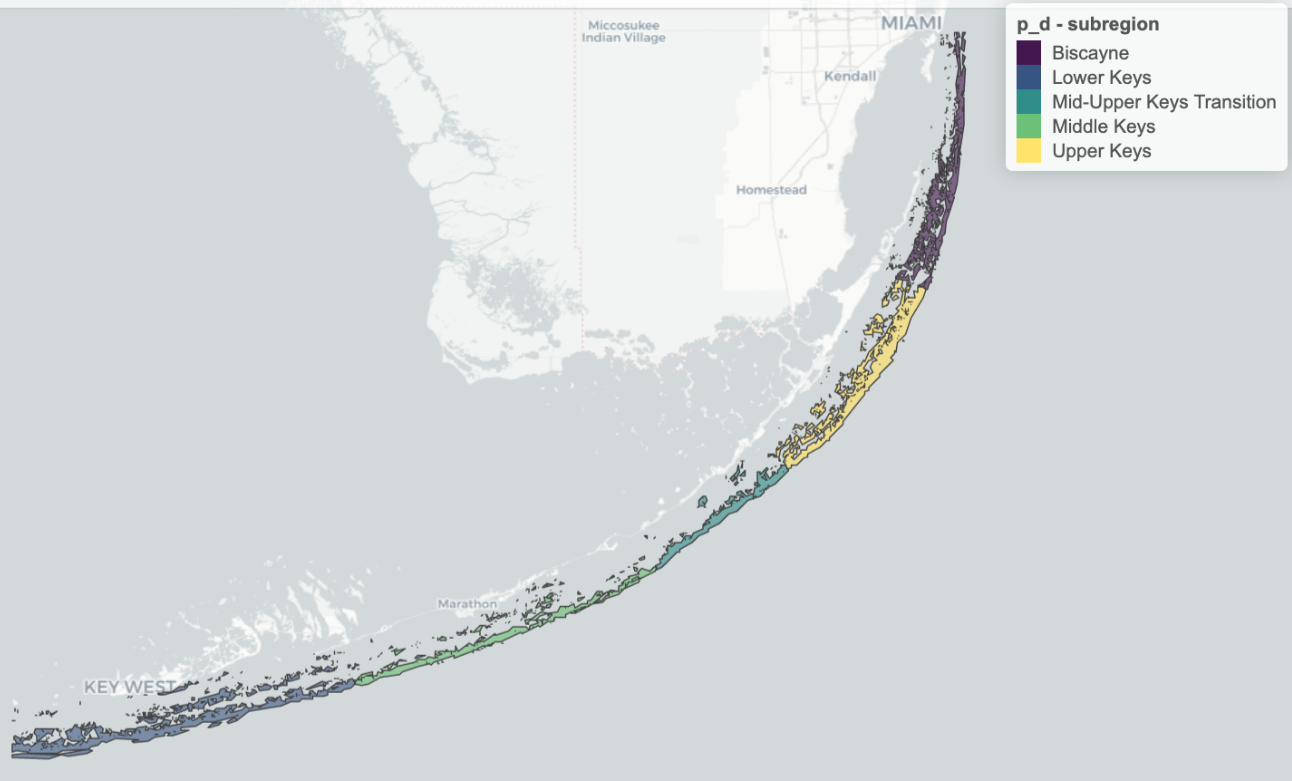 MIAMI
Miccosukee
Indian Village
Kendall
Homestead
Marathon
KEY WEST
p_d - subregion
Biscayne
Lower Keys
Mid-Upper Keys Transition
Middle Keys
Upper Keys